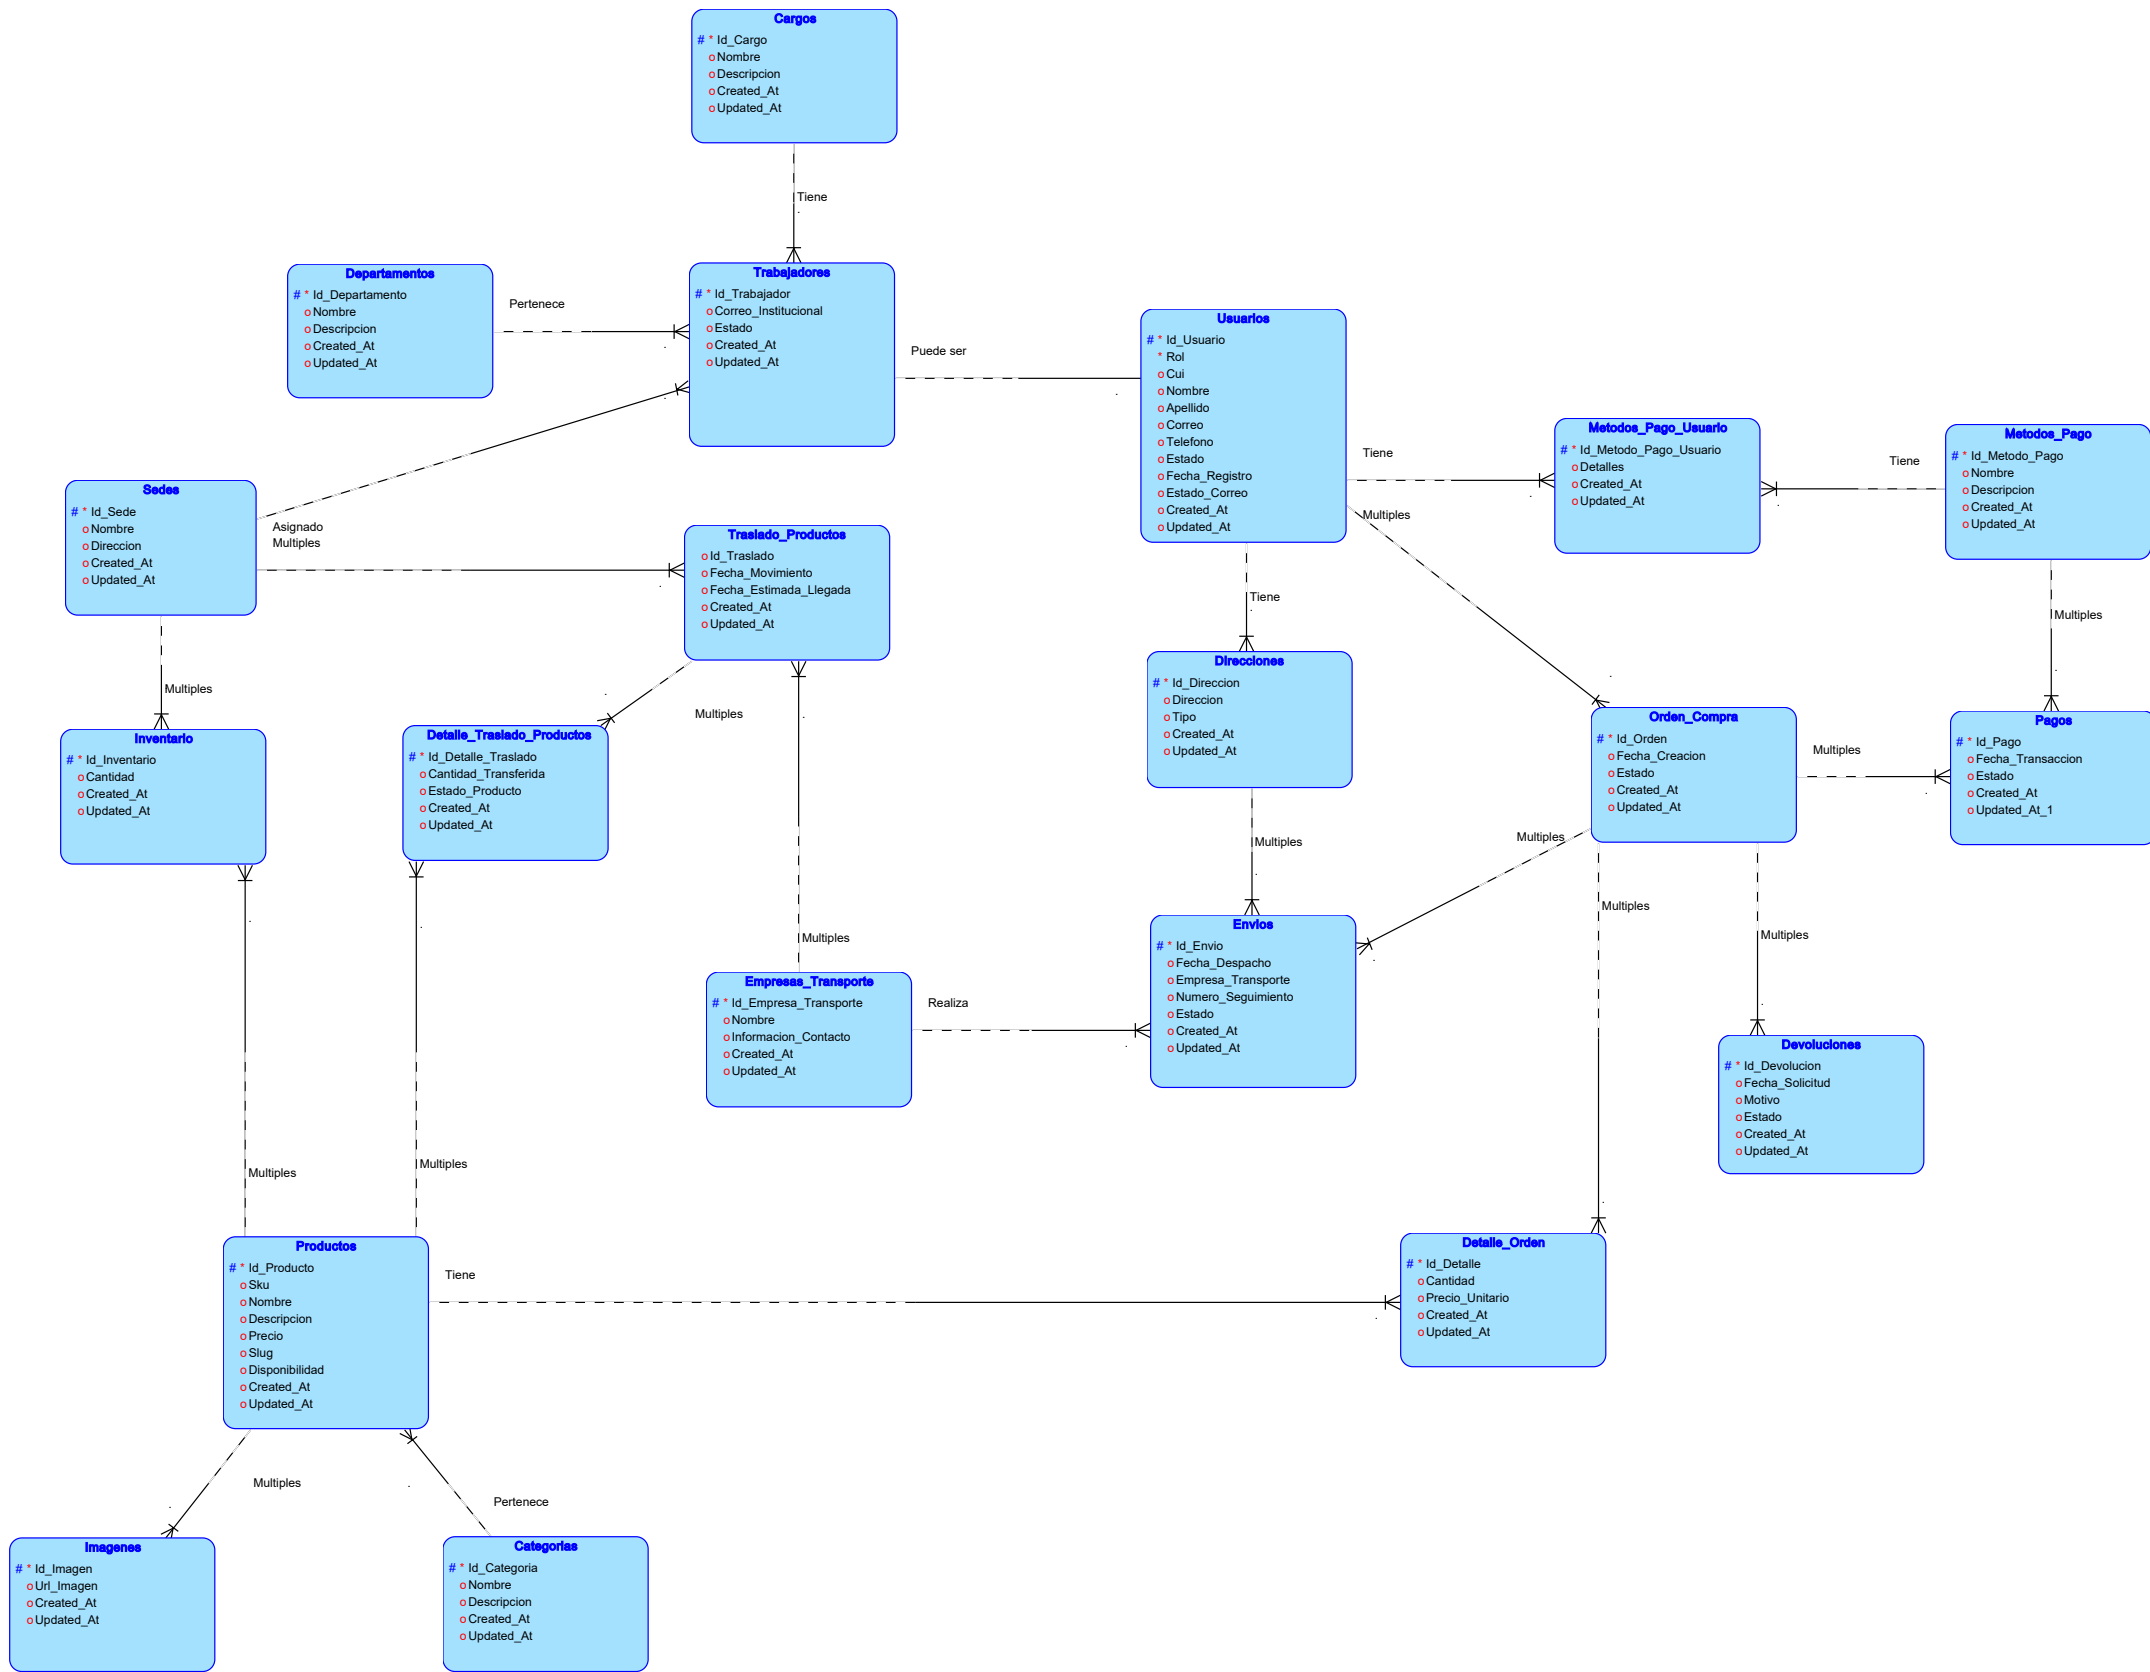 Cargos
# * Id_Cargo
o Nombre
o Descripcion
o Created_At
o Updated_At
Tiene
Departamentos
# * Id_Departamento
o Nombre
o Descripcion
o Created_At
o Updated_At
Pertenece
Trabajadores
# * Id_Trabajador
o Correo_Institucional
o Estado
o Created_At
o Updated_At
Puede ser
Usuarios
# * Id_Usuario
* Rol
o Cui
o Nombre
o Apellido
o Correo
o Telefono
o Estado
o Fecha_Registro
o Estado_Correo
o Created_At
o Updated_At
Tiene
Multiples
Metodos_Pago_Usuario
# * Id_Metodo_Pago_Usuario
o Detalles
o Created_At
o Updated_At
Tiene
Metodos_Pago
# * Id_Metodo_Pago
o Nombre
o Descripcion
o Created_At
o Updated_At
Multiples
Sedes
# * Id_Sede
o Nombre
o Direccion
o Created_At
o Updated_At
Asignado
Multiples
Multiples
Traslado_Productos
o Id_Traslado
o Fecha_Movimiento
o Fecha_Estimada_Llegada
o Created_At
o Updated_At
Multiples
Tiene
Direcciones
# * Id_Direccion
o Direccion
o Tipo
o Created_At
o Updated_At
Multiples
Orden_Compra
# * Id_Orden
o Fecha_Creacion
o Estado
o Created_At
o Updated_At
Multiples
Multiples
Multiples
Multiples
Pagos
# * Id_Pago
o Fecha_Transaccion
o Estado
o Created_At
o Updated_At_1
Inventario
# * Id_Inventario
o Cantidad
o Created_At
o Updated_At
Detalle_Traslado_Productos
# * Id_Detalle_Traslado
o Cantidad_Transferida
o Estado_Producto
o Created_At
o Updated_At
Multiples
Empresas_Transporte
# * Id_Empresa_Transporte
o Nombre
o Informacion_Contacto
o Created_At
o Updated_At
Realiza
Envios
# * Id_Envio
o Fecha_Despacho
o Empresa_Transporte
o Numero_Seguimiento
o Estado
o Created_At
o Updated_At
Devoluciones
# * Id_Devolucion
o Fecha_Solicitud
o Motivo
o Estado
o Created_At
o Updated_At
Multiples
Multiples
Productos
# * Id_Producto
o Sku
o Nombre
o Descripcion
o Precio
o Slug
o Disponibilidad
o Created_At
o Updated_At
Tiene
Detalle_Orden
# * Id_Detalle
o Cantidad
o Precio_Unitario
o Created_At
o Updated_At
Multiples
Pertenece
Imagenes
# * Id_Imagen
o Url_Imagen
o Created_At
o Updated_At
Categorias
# * Id_Categoria
o Nombre
o Descripcion
o Created_At
o Updated_At